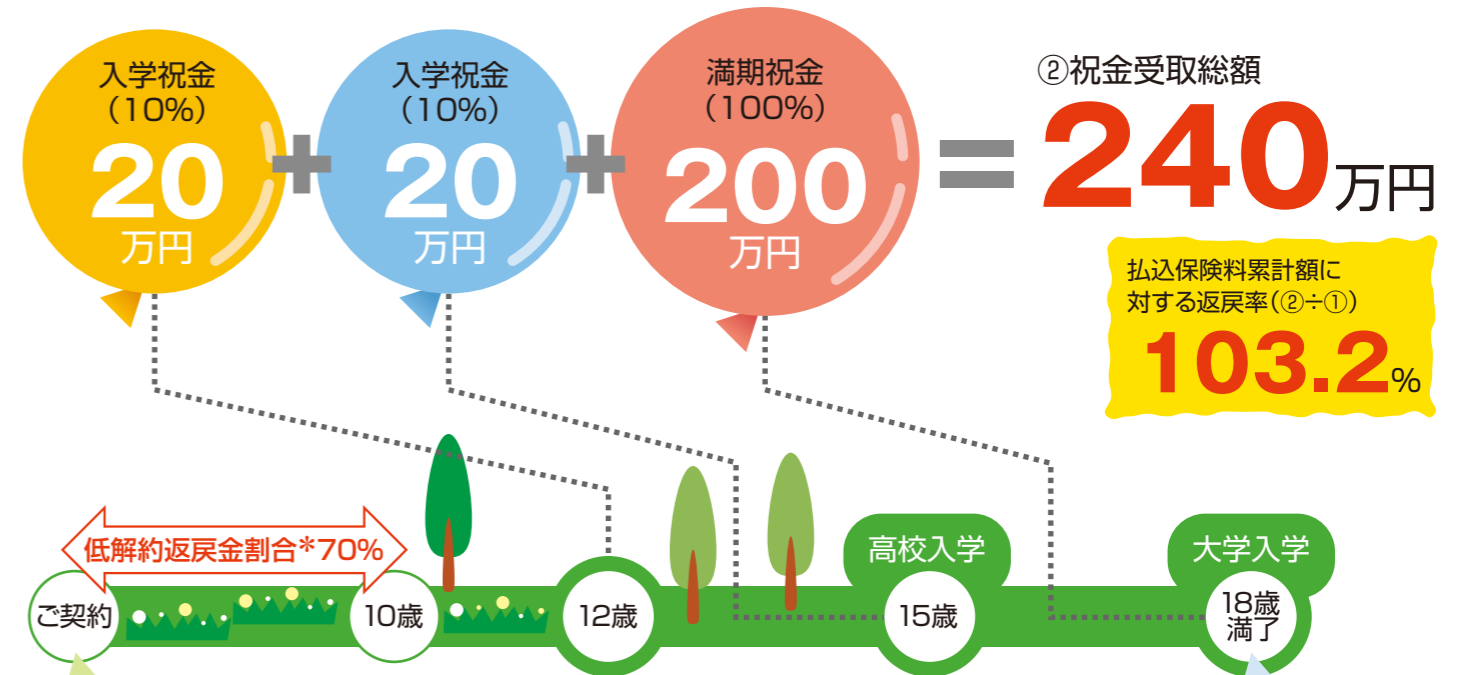 入学祝金
（10%）
20
万円
+
入学祝金
（10%）
20
万円
+
満期祝金
（100%）
200
万円
=
②祝金受取総額
240万円
払込保険料累計額に
対する返戻率（②÷①）
103.2%
低解約返戻金割合*70%
高校入学
大学入学
ご契約
10歳
12歳
15歳
18歳
満了